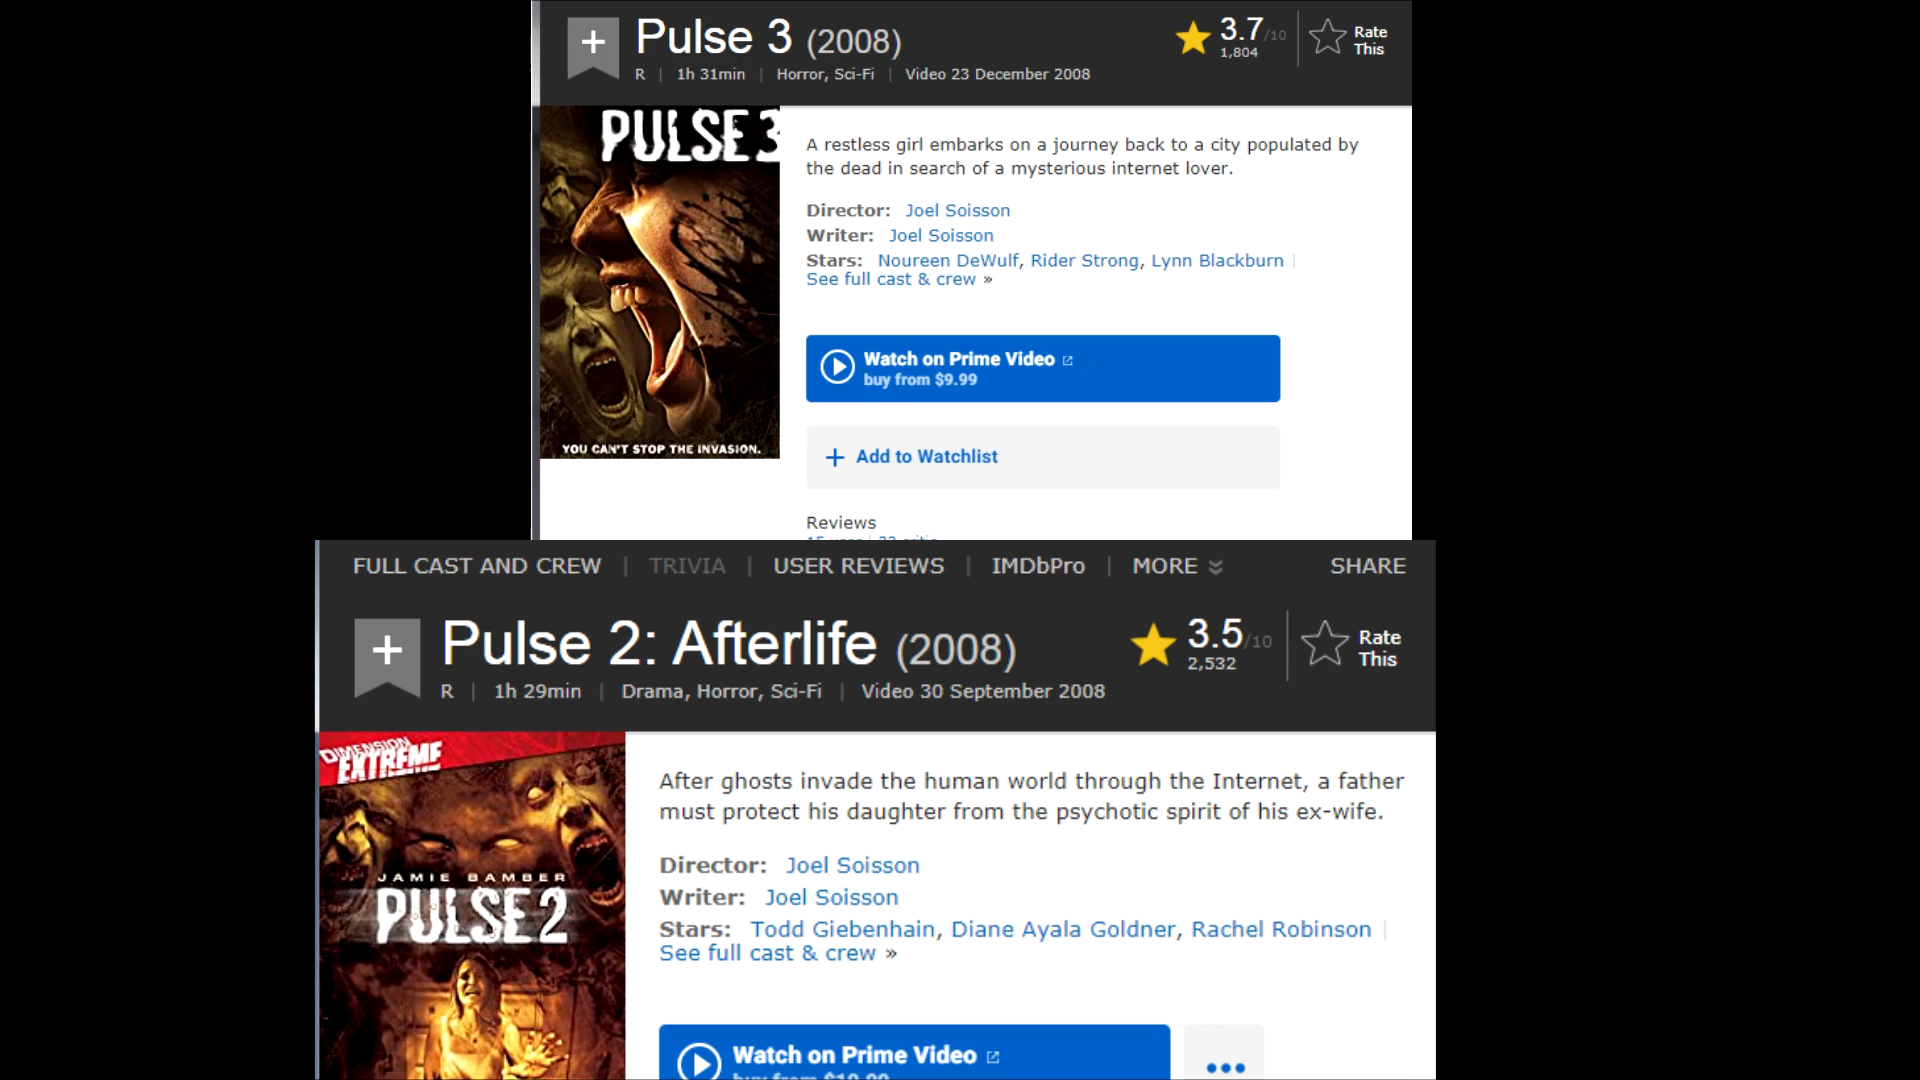 Pulse 3 (2008)
3.7/10
1,804
Rate
This
R | 1h 31min | Horror, Sci-Fi | Video 23 December 2008
PULSE 3
YOU CAN'T STOP THE INVASION.
A restless girl embarks on a journey back to a city populated by
the dead in search of a mysterious internet lover.
Director: Joel Soisson
Writer: Joel Soisson
Stars: Noureen DeWulf, Rider Strong, Lynn Blackburn |
See full cast & crew »
Watch on Prime Video
buy from $9.99
+ Add to Watchlist
Reviews
FULL CAST AND CREW | TRIVIA | USER REVIEWS | IMDbPro | MORE SHARE
Pulse 2: Afterlife (2008)
3.5/10
2,532
Rate
This
R | 1h 29min | Drama, Horror, Sci-Fi | Video 30 September 2008
DIMENSION
EXTREME
JAMIE BAMBER
PULSE 2
After ghosts invade the human world through the Internet, a father
must protect his daughter from the psychotic spirit of his ex-wife.
Director: Joel Soisson
Writer: Joel Soisson
Stars: Todd Giebenhain, Diane Ayala Goldner, Rachel Robinson |
See full cast & crew »
Watch on Prime Video